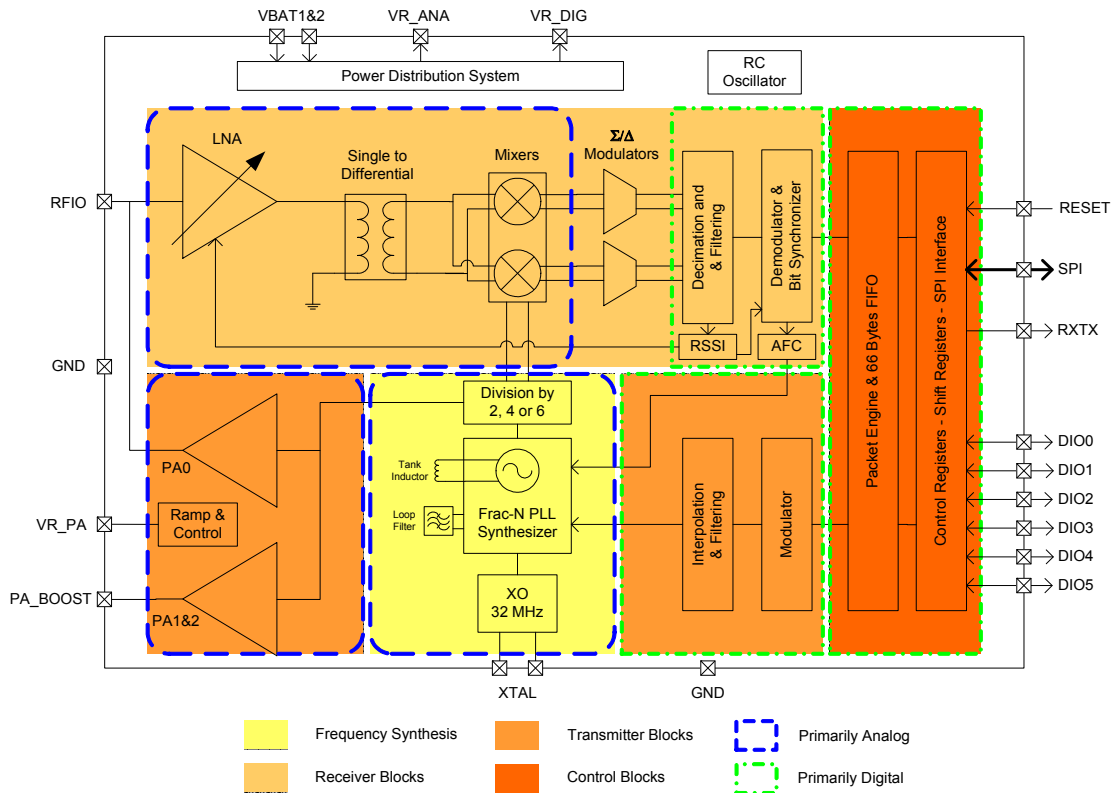 VBAT1&2
VR_ANA
VR_DIG
Power Distribution System
RC
Oscillator
LNA
Single to
Differential
Mixers
Σ/Δ
Modulators
Decimation and
& Filtering
Demodulator &
Bit Synchronizer
RSSI
AFC
Packet Engine & 66 Bytes FIFO
Control Registers - Shift Registers - SPI Interface
RFIO
GND
VR_PA
PA_BOOST
RESET
SPI
RXTX
DIO0
DIO1
DIO2
DIO3
DIO4
DIO5
PA0
Ramp &
Control
PA1&2
Division by
2, 4 or 6
Tank
Inductor
Loop
Filter
Frac-N PLL
Synthesizer
XO
32 MHz
Interpolation
& Filtering
Modulator
XTAL
GND
Frequency Synthesis
Transmitter Blocks
Primarily Analog
Receiver Blocks
Control Blocks
Primarily Digital